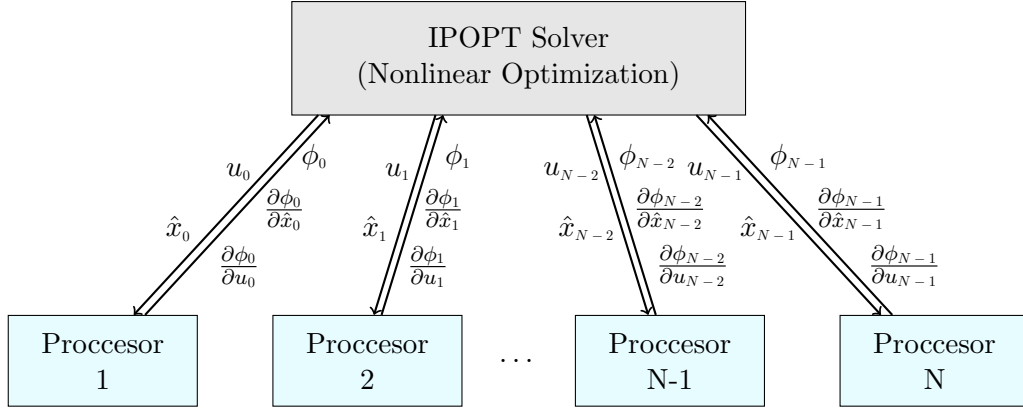 IPOPT Solver
(Nonlinear Optimization)
u₀ ϕ₀ u₁ ϕ₁ u_{N−2} ϕ_{N−2} u_{N−1} ϕ_{N−1}
x̂₀ ∂ϕ₀/∂x̂₀ x̂₁ ∂ϕ₁/∂x̂₁ x̂_{N−2} ∂ϕ_{N−2}/∂x̂_{N−2} x̂_{N−1} ∂ϕ_{N−1}/∂x̂_{N−1}
∂ϕ₀/∂u₀ ∂ϕ₁/∂u₁ ∂ϕ_{N−2}/∂u_{N−2} ∂ϕ_{N−1}/∂u_{N−1}
Proccesor
1
Proccesor
2
...
Proccesor
N-1
Proccesor
N